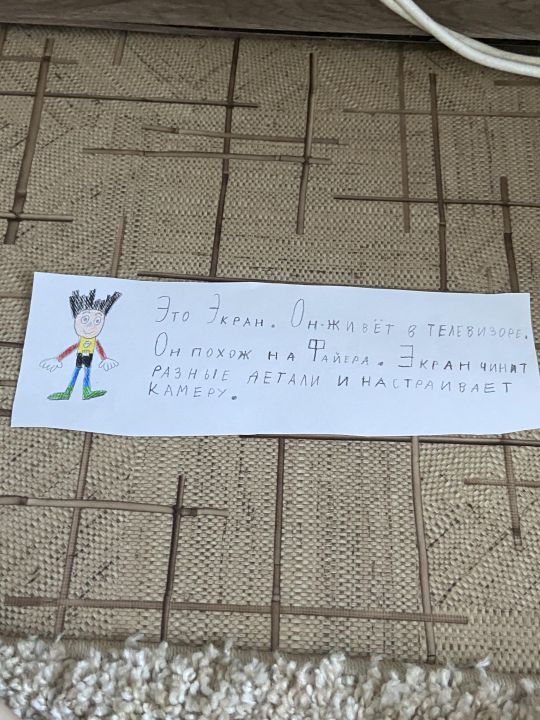 Это Экран. Он живёт в телевизоре.
Он похож на Файера. Экран чинит
разные детали и настраивает
камеру.